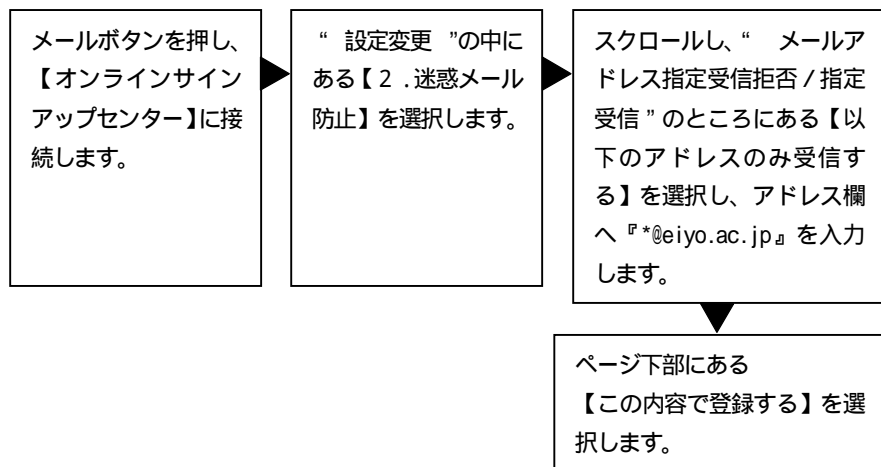 メールボタンを押し、
【オンラインサイン
アップセンター】に接
続します。
“ 設定変更 ”の中に
ある【２.迷惑メール
防止】を選択します。
スクロールし、“ メールア
ドレス指定受信拒否/指定
受信”のところにある【以
下のアドレスのみ受信す
る】を選択し、アドレス欄
へ『*@eiyo.ac.jp』を入力
します。
ページ下部にある
【この内容で登録する】を選
択します。